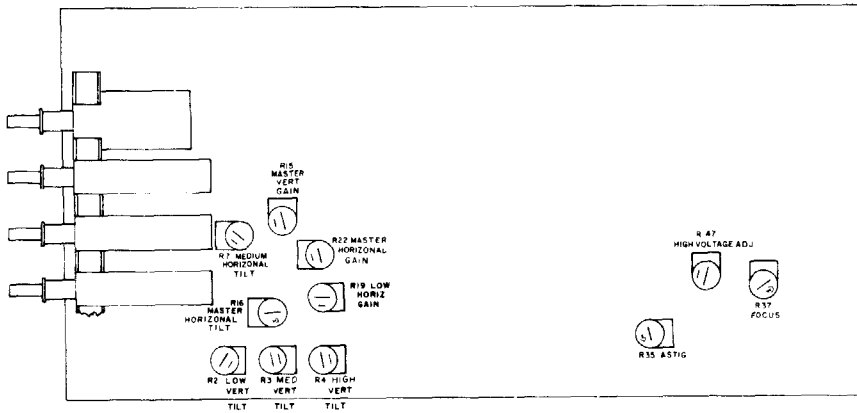 R15
MASTER
VERT
GAIN
R7 MEDIUM
HORIZONAL
TILT
R22 MASTER
HORIZONAL
GAIN
R 47
HIGH VOLTAGE ADJ
R19 LOW
HORIZ
GAIN
R16
MASTER
HORIZONAL
TILT
R37
FOCUS
R35 ASTIG
R2 LOW
VERT
TILT
R3 MED
VERT
TILT
R4 HIGH
VERT
TILT